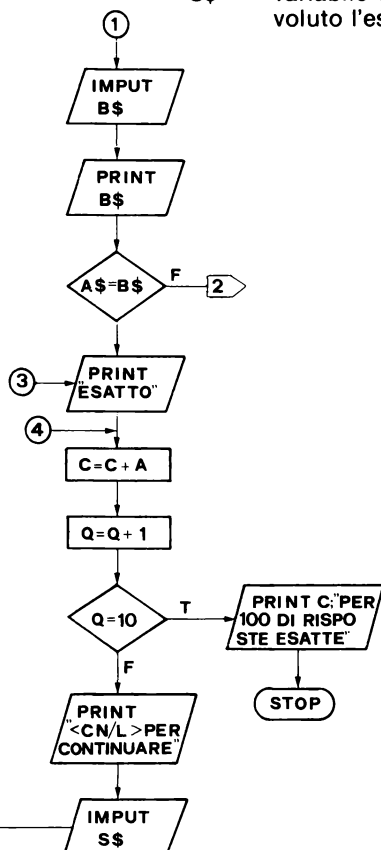 voluto l'es
1
IMPUT
B$
PRINT
B$
A$=B$
F
2
3
PRINT
"ESATTO"
4
C=C+A
Q=Q+1
Q=10
T
PRINT C;"PER
100 DI RISPO
STE ESATTE"
F
STOP
PRINT
"<CN/L>PER
CONTINUARE"
IMPUT
S$